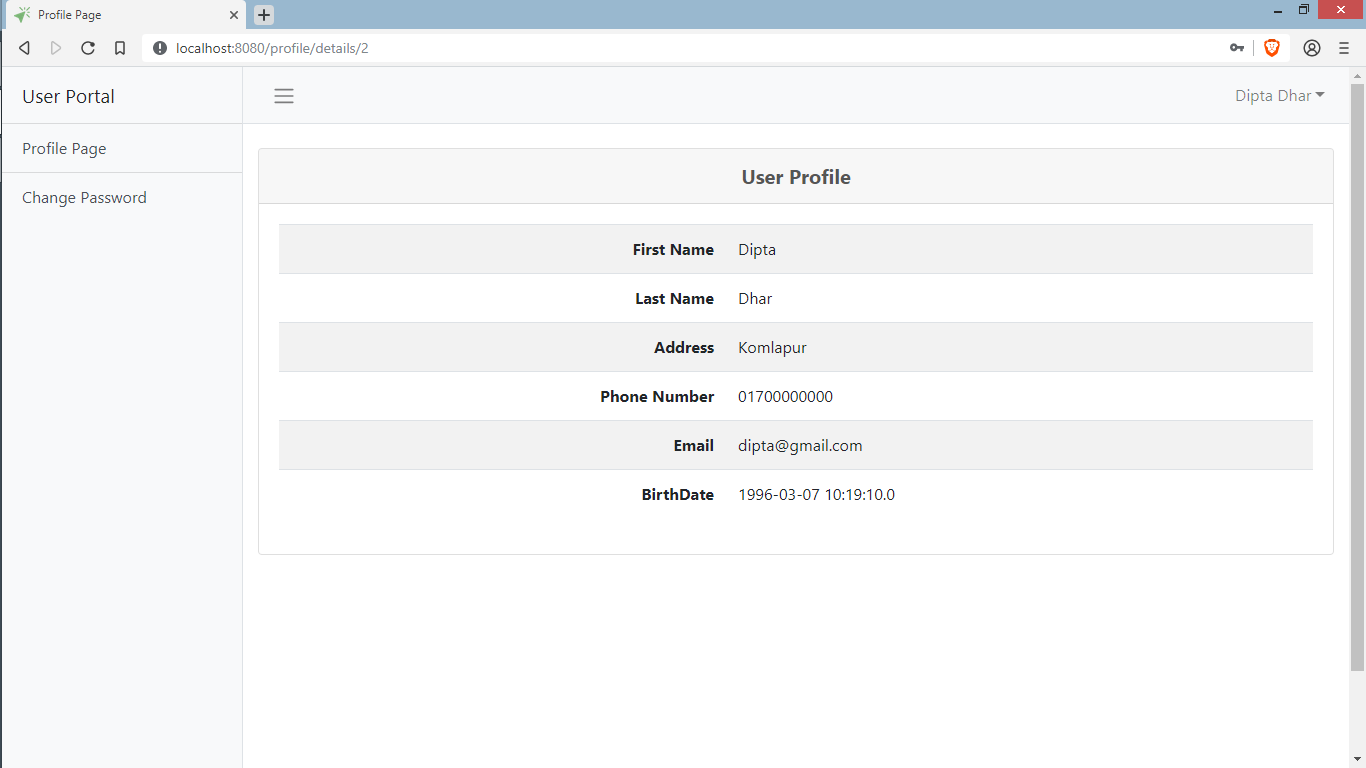 Profile Page
localhost:8080/profile/details/2
User Portal
Dipta Dhar
Profile Page
Change Password
User Profile
First Name Dipta
Last Name Dhar
Address Komlapur
Phone Number 01700000000
Email dipta@gmail.com
BirthDate 1996-03-07 10:19:10.0